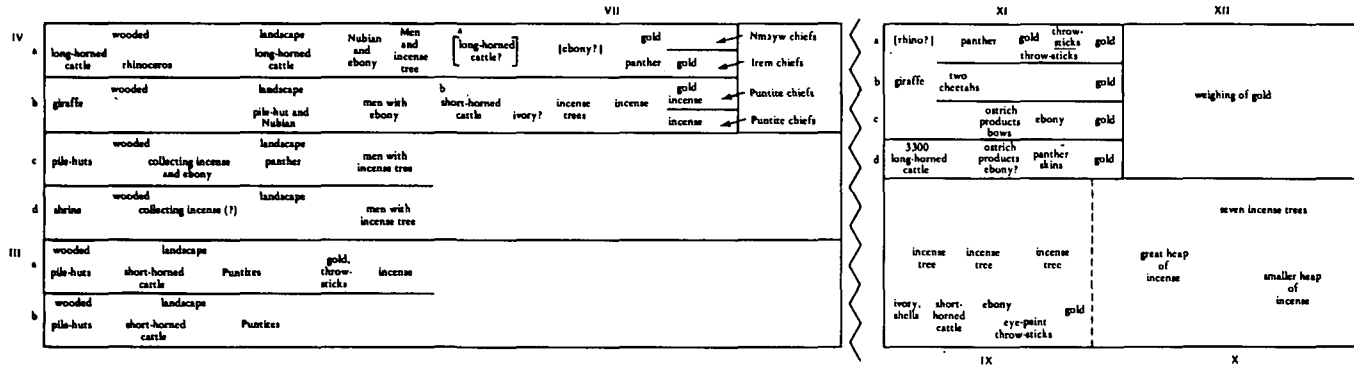 VII
XI
XII
IV
a
wooded landscape
long-horned cattle
rhinoceros
long-horned cattle
Nubian and ebony
Men and incense tree
a
[long-horned cattle?]
[ebony?]
gold
Nmayw chiefs
panther
gold
Irem chiefs
b
wooded landscape
giraffe
pile-hut and Nubian
men with ebony
b
short-horned cattle
ivory?
incense trees
incense
gold
incense
Puntite chiefs
incense
Puntite chiefs
c
wooded landscape
pile-huts
collecting incense and ebony
panther
men with incense tree
d
wooded landscape
shrine
collecting incense (?)
men with incense tree
III
a
wooded landscape
pile-huts
short-horned cattle
Puntites
gold, throw-sticks
incense
b
wooded landscape
pile-huts
short-horned cattle
Puntites
a
[rhino?]
panther
gold
throw-sticks
throw-sticks
gold
b
giraffe
two cheetahs
gold
c
ostrich products
bows
ebony
gold
d
3300 long-horned cattle
ostrich products
ebony?
panther skins
gold
weighing of gold
incense tree
incense tree
incense tree
ivory, shells
short-horned cattle
ebony
eye-paint
throw-sticks
gold
seven incense trees
great heap of incense
smaller heap of incense
IX
X